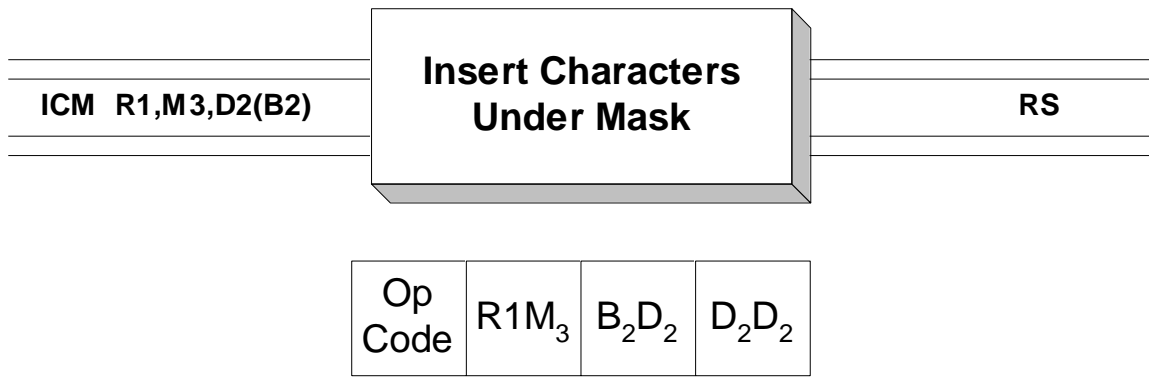 Insert Characters
Under Mask
ICM R1,M3,D2(B2)
RS
Op
Code
R1M₃
B₂D₂
D₂D₂